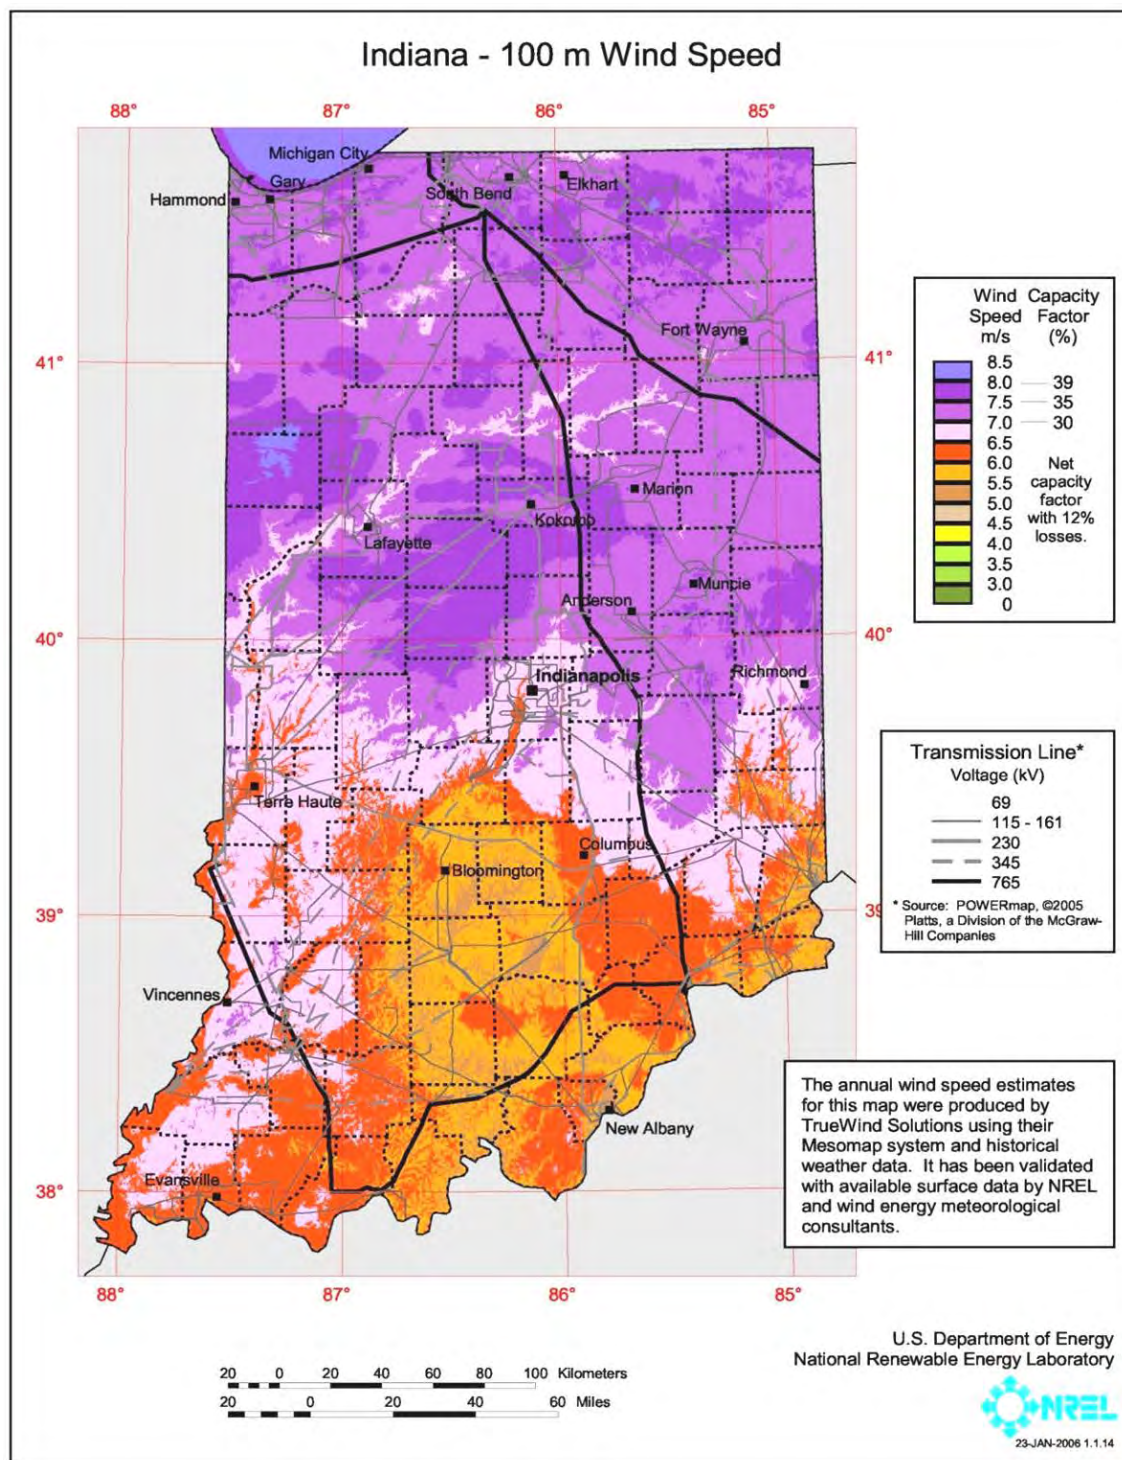 Indiana - 100 m Wind Speed
88° 87° 86° 85°
Michigan City
Gary
South Bend
Elkhart
Hammond
Fort Wayne
41° 41°
Marion
Kokomo
Lafayette
Muncie
Anderson
40° 40°
Indianapolis
Richmond
Terre Haute
Columbus
Bloomington
39° 39
Vincennes
New Albany
Evansville
38°
88° 87° 86° 85°
Wind Capacity
Speed Factor
m/s (%)
8.5
8.0 39
7.5 35
7.0 30
6.5
6.0 Net
5.5 capacity
5.0 factor
4.5 with 12%
4.0 losses.
3.5
3.0
0
Transmission Line*
Voltage (kV)
69
115 - 161
230
345
765
* Source: POWERmap, ©2005
Platts, a Division of the McGraw-
Hill Companies
The annual wind speed estimates
for this map were produced by
TrueWind Solutions using their
Mesomap system and historical
weather data. It has been validated
with available surface data by NREL
and wind energy meteorological
consultants.
U.S. Department of Energy
National Renewable Energy Laboratory
20 0 20 40 60 80 100 Kilometers
20 0 20 40 60 Miles
NREL
23-JAN-2006 1.1.14